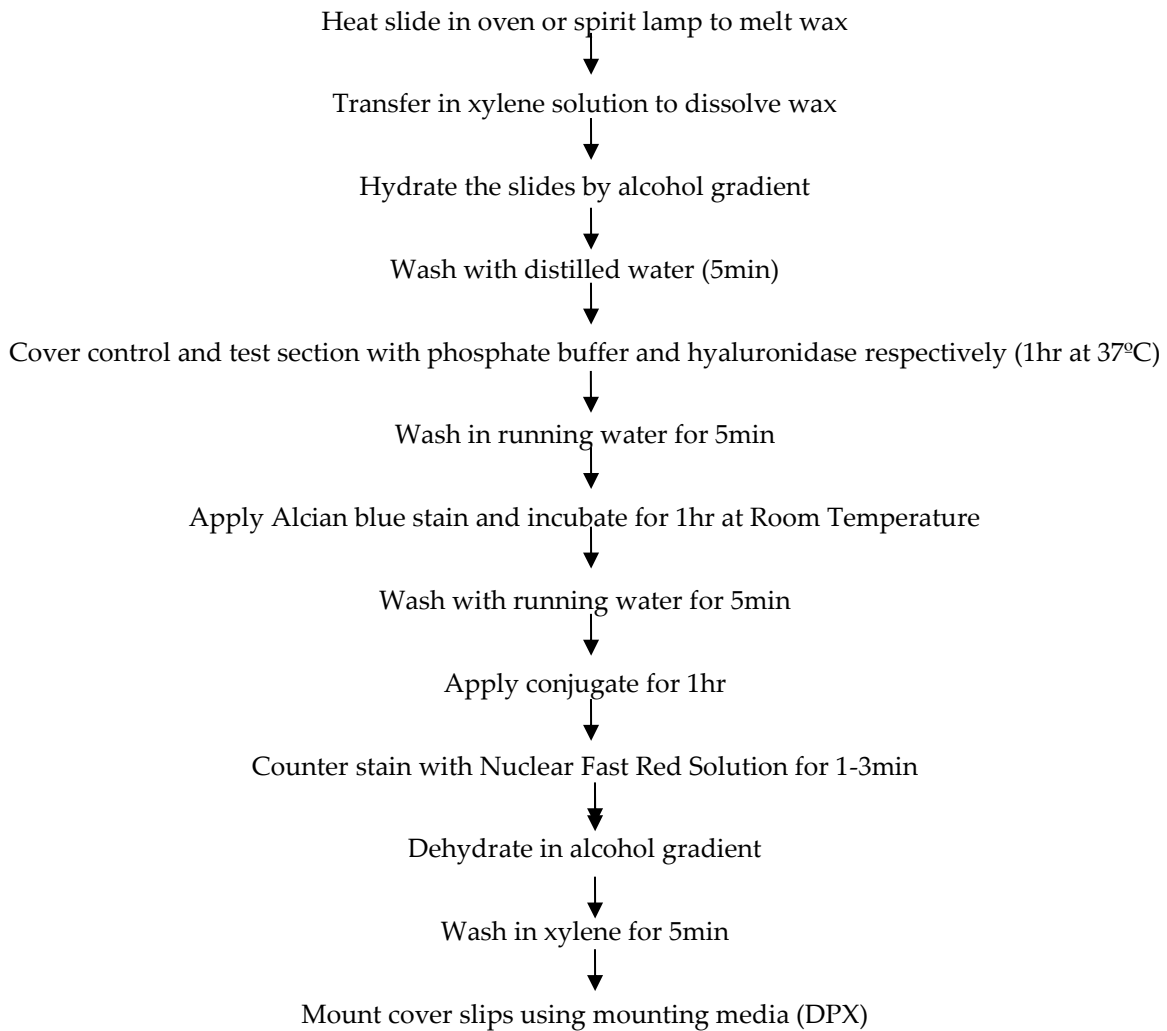 Heat slide in oven or spirit lamp to melt wax
Transfer in xylene solution to dissolve wax
Hydrate the slides by alcohol gradient
Wash with distilled water (5min)
Cover control and test section with phosphate buffer and hyaluronidase respectively (1hr at 37ºC)
Wash in running water for 5min
Apply Alcian blue stain and incubate for 1hr at Room Temperature
Wash with running water for 5min
Apply conjugate for 1hr
Counter stain with Nuclear Fast Red Solution for 1-3min
Dehydrate in alcohol gradient
Wash in xylene for 5min
Mount cover slips using mounting media (DPX)